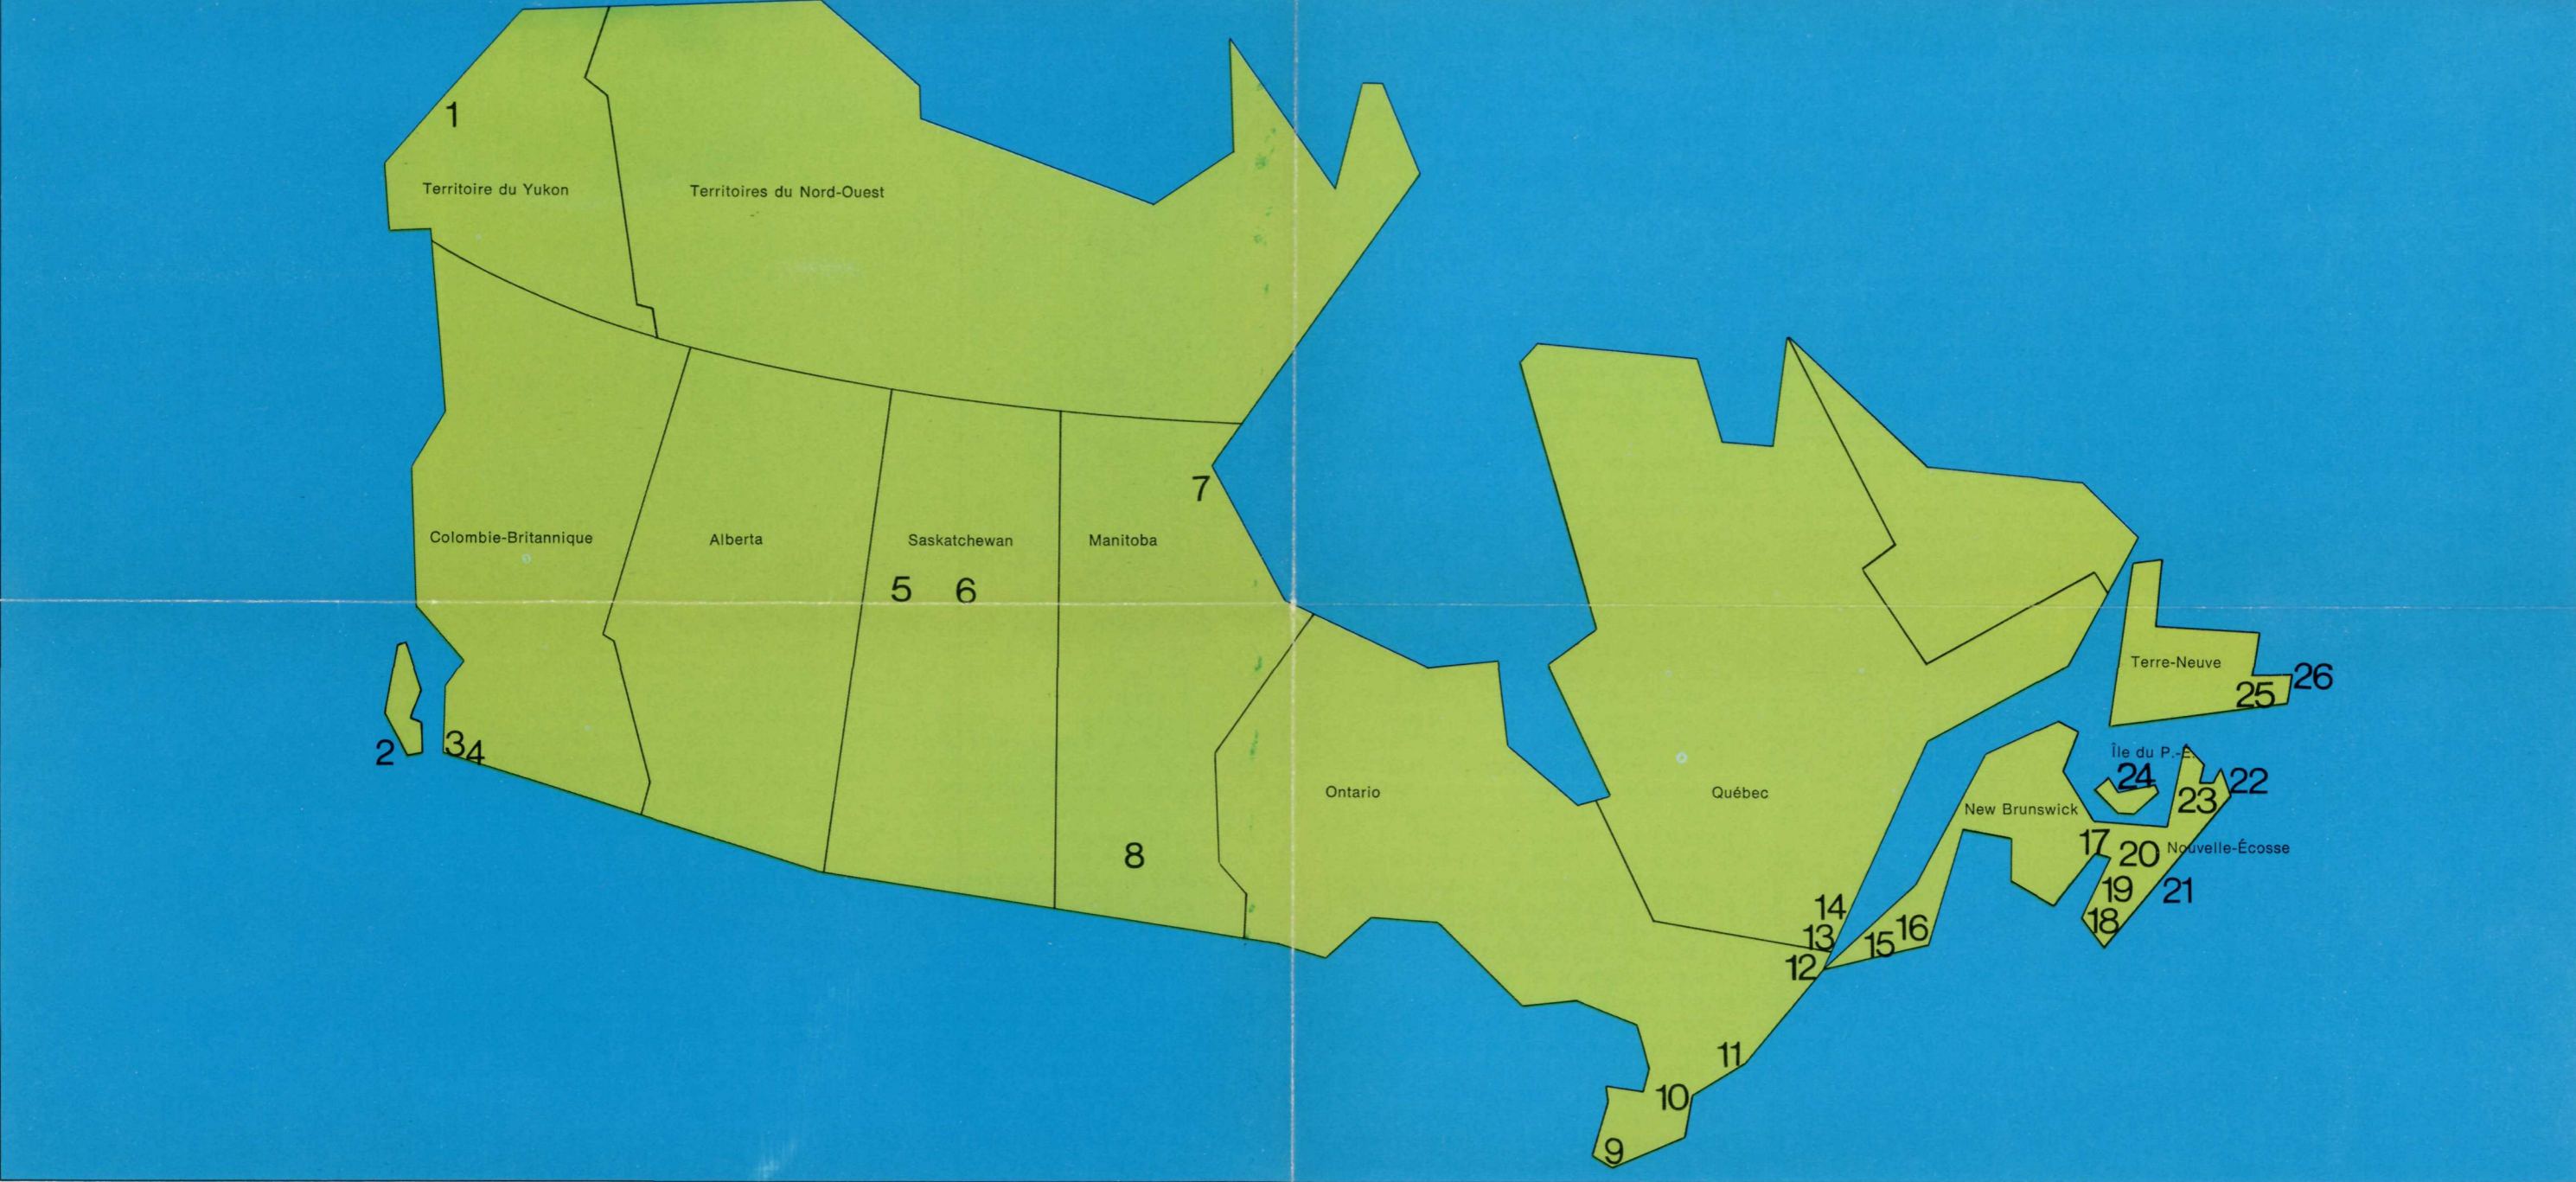 1
Territoire du Yukon
Territoires du Nord-Ouest
7
Colombie-Britannique
Alberta
Saskatchewan
Manitoba
5 6
Terre-Neuve
26
25
2
3 4
Île du P.-É.
24
22
23
Ontario
Québec
New Brunswick
17
20
Nouvelle-Écosse
8
19
21
18
14
13
16
15
12
11
10
9